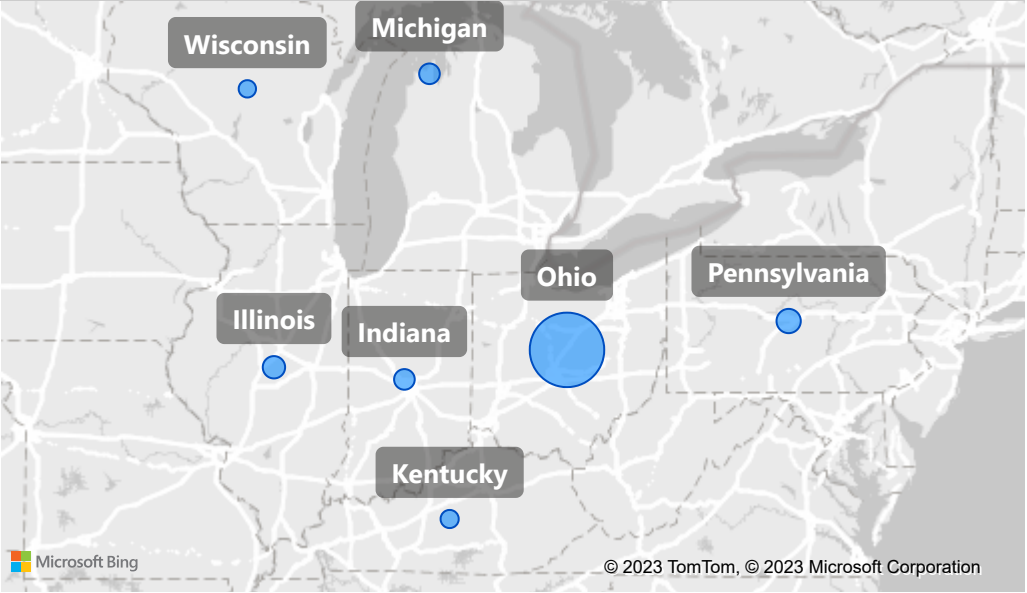 Michigan
Wisconsin
Ohio
Pennsylvania
Illinois
Indiana
Kentucky
Microsoft Bing
© 2023 TomTom, © 2023 Microsoft Corporation